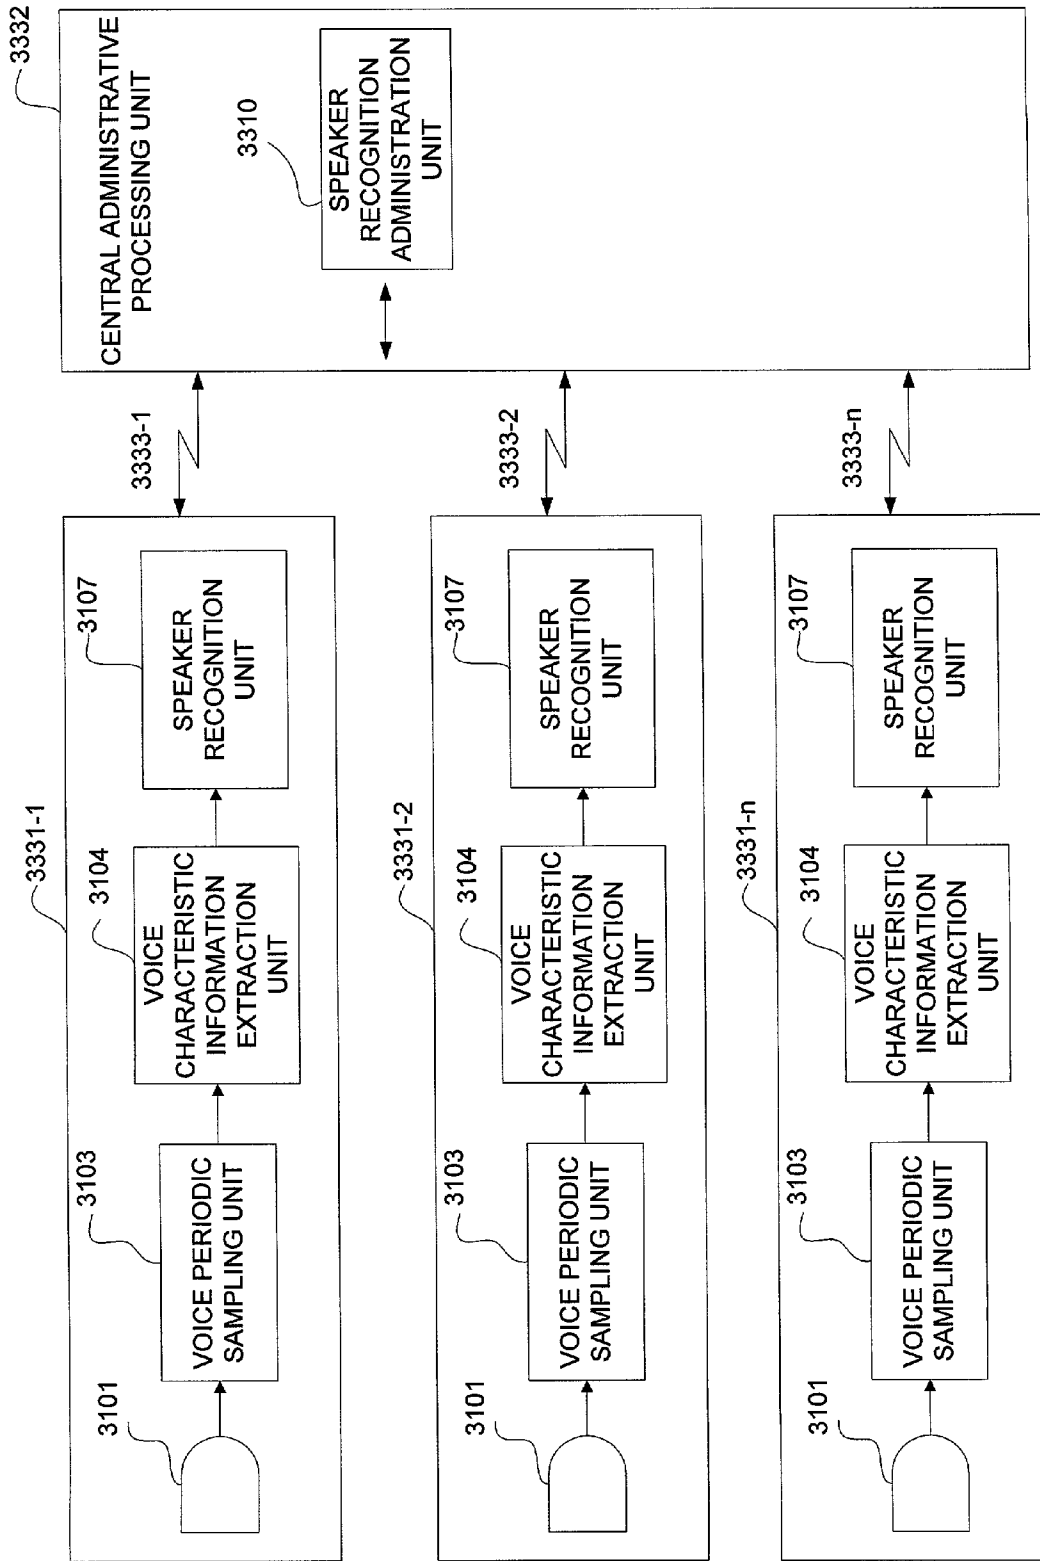 3331-1
3101
3103
VOICE PERIODIC
SAMPLING UNIT
3104
VOICE
CHARACTERISTIC
INFORMATION
EXTRACTION
UNIT
3107
SPEAKER
RECOGNITION
UNIT
3333-1
3331-2
3101
3103
VOICE PERIODIC
SAMPLING UNIT
3104
VOICE
CHARACTERISTIC
INFORMATION
EXTRACTION
UNIT
3107
SPEAKER
RECOGNITION
UNIT
3333-2
3331-n
3101
3103
VOICE PERIODIC
SAMPLING UNIT
3104
VOICE
CHARACTERISTIC
INFORMATION
EXTRACTION
UNIT
3107
SPEAKER
RECOGNITION
UNIT
3333-n
3332
CENTRAL ADMINISTRATIVE
PROCESSING UNIT
3310
SPEAKER
RECOGNITION
ADMINISTRATION
UNIT